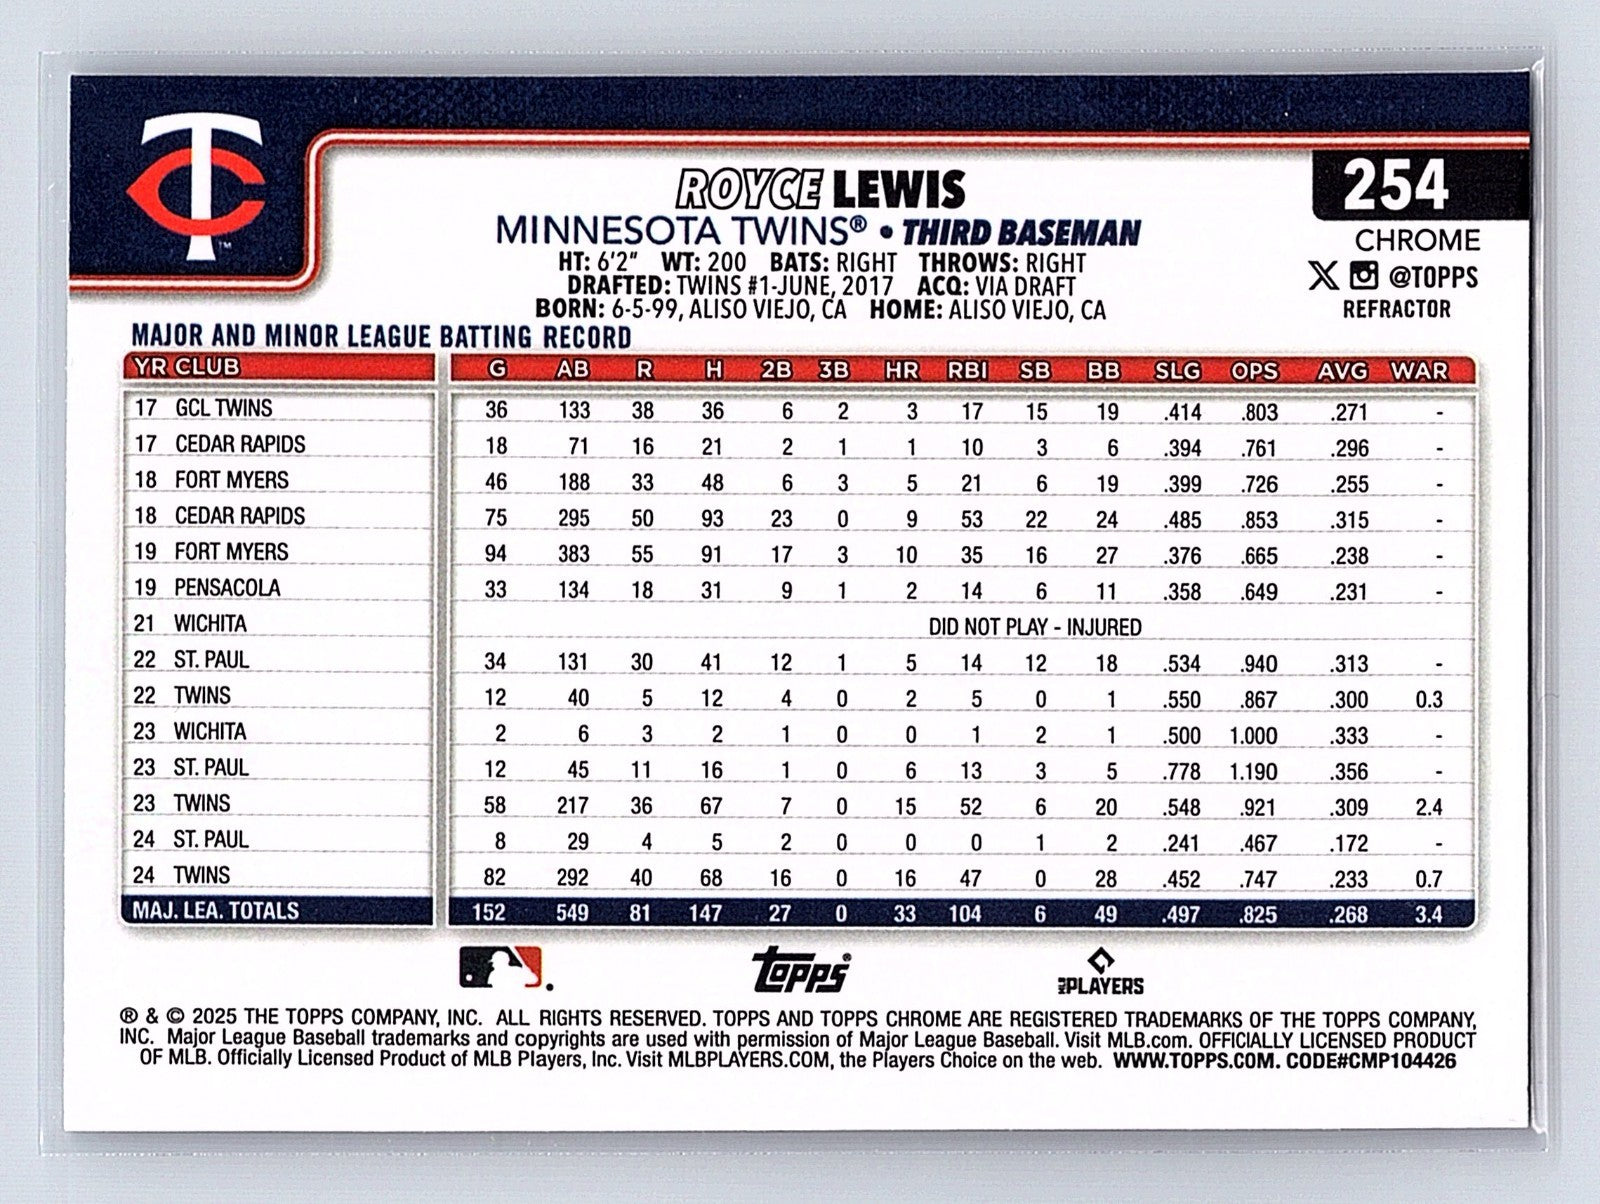 TC™
ROYCE LEWIS
254
MINNESOTA TWINS® • THIRD BASEMAN
CHROME
HT: 6'2" WT: 200 BATS: RIGHT THROWS: RIGHT
DRAFTED: TWINS #1-JUNE, 2017 ACQ: VIA DRAFT
@TOPPS
BORN: 6-5-99, ALISO VIEJO, CA HOME: ALISO VIEJO, CA
REFRACTOR
MAJOR AND MINOR LEAGUE BATTING RECORD
YR CLUB G AB R H 2B 3B HR RBI SB BB SLG OPS AVG WAR
17 GCL TWINS 36 133 38 36 6 2 3 17 15 19 .414 .803 .271 -
17 CEDAR RAPIDS 18 71 16 21 2 1 1 10 3 6 .394 .761 .296 -
18 FORT MYERS 46 188 33 48 6 3 5 21 6 19 .399 .726 .255 -
18 CEDAR RAPIDS 75 295 50 93 23 0 9 53 22 24 .485 .853 .315 -
19 FORT MYERS 94 383 55 91 17 3 10 35 16 27 .376 .665 .238 -
19 PENSACOLA 33 134 18 31 9 1 2 14 6 11 .358 .649 .231 -
21 WICHITA DID NOT PLAY - INJURED
22 ST. PAUL 34 131 30 41 12 1 5 14 12 18 .534 .940 .313 -
22 TWINS 12 40 5 12 4 0 2 5 0 1 .550 .867 .300 0.3
23 WICHITA 2 6 3 2 1 0 0 1 2 1 .500 1.000 .333 -
23 ST. PAUL 12 45 11 16 1 0 6 13 3 5 .778 1.190 .356 -
23 TWINS 58 217 36 67 7 0 15 52 6 20 .548 .921 .309 2.4
24 ST. PAUL 8 29 4 5 2 0 0 0 1 2 .241 .467 .172 -
24 TWINS 82 292 40 68 16 0 16 47 0 28 .452 .747 .233 0.7
MAJ. LEA. TOTALS 152 549 81 147 27 0 33 104 6 49 .497 .825 .268 3.4
topps® MLB PLAYERS
® & © 2025 THE TOPPS COMPANY, INC. ALL RIGHTS RESERVED. TOPPS AND TOPPS CHROME ARE REGISTERED TRADEMARKS OF THE TOPPS COMPANY,
INC. Major League Baseball trademarks and copyrights are used with permission of Major League Baseball. Visit MLB.com. OFFICIALLY LICENSED PRODUCT
OF MLB. Officially Licensed Product of MLB Players, Inc. Visit MLBPLAYERS.COM, the Players Choice on the web. WWW.TOPPS.COM. CODE#CMP104426